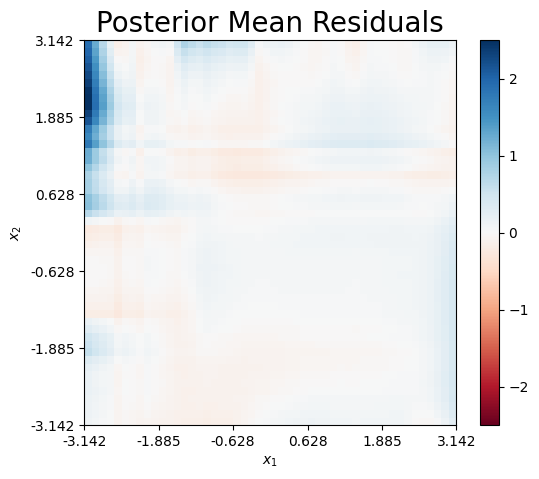 Posterior Mean Residuals
3.142
1.885
0.628
-0.628
-1.885
-3.142
x₂
-3.142 -1.885 -0.628 0.628 1.885 3.142
x₁
2
1
0
−1
−2